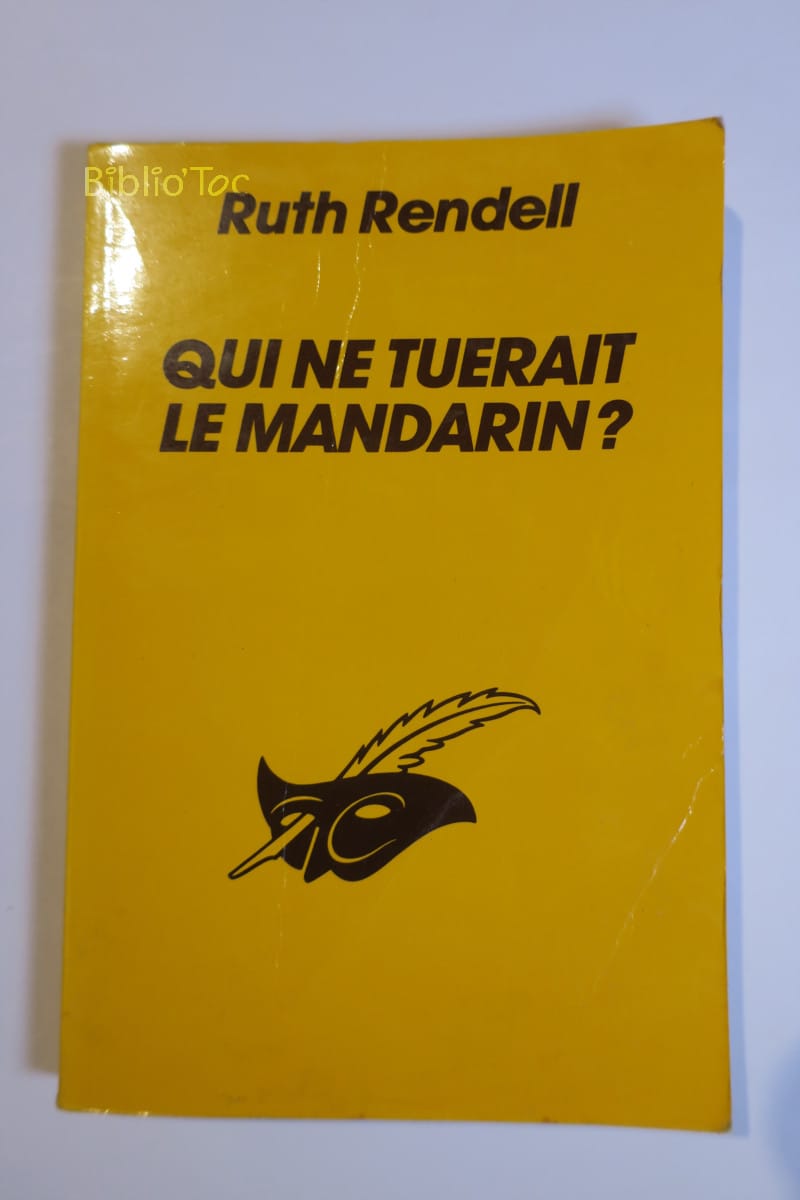 Biblio'Toc
Ruth Rendell
QUI NE TUERAIT
LE MANDARIN?